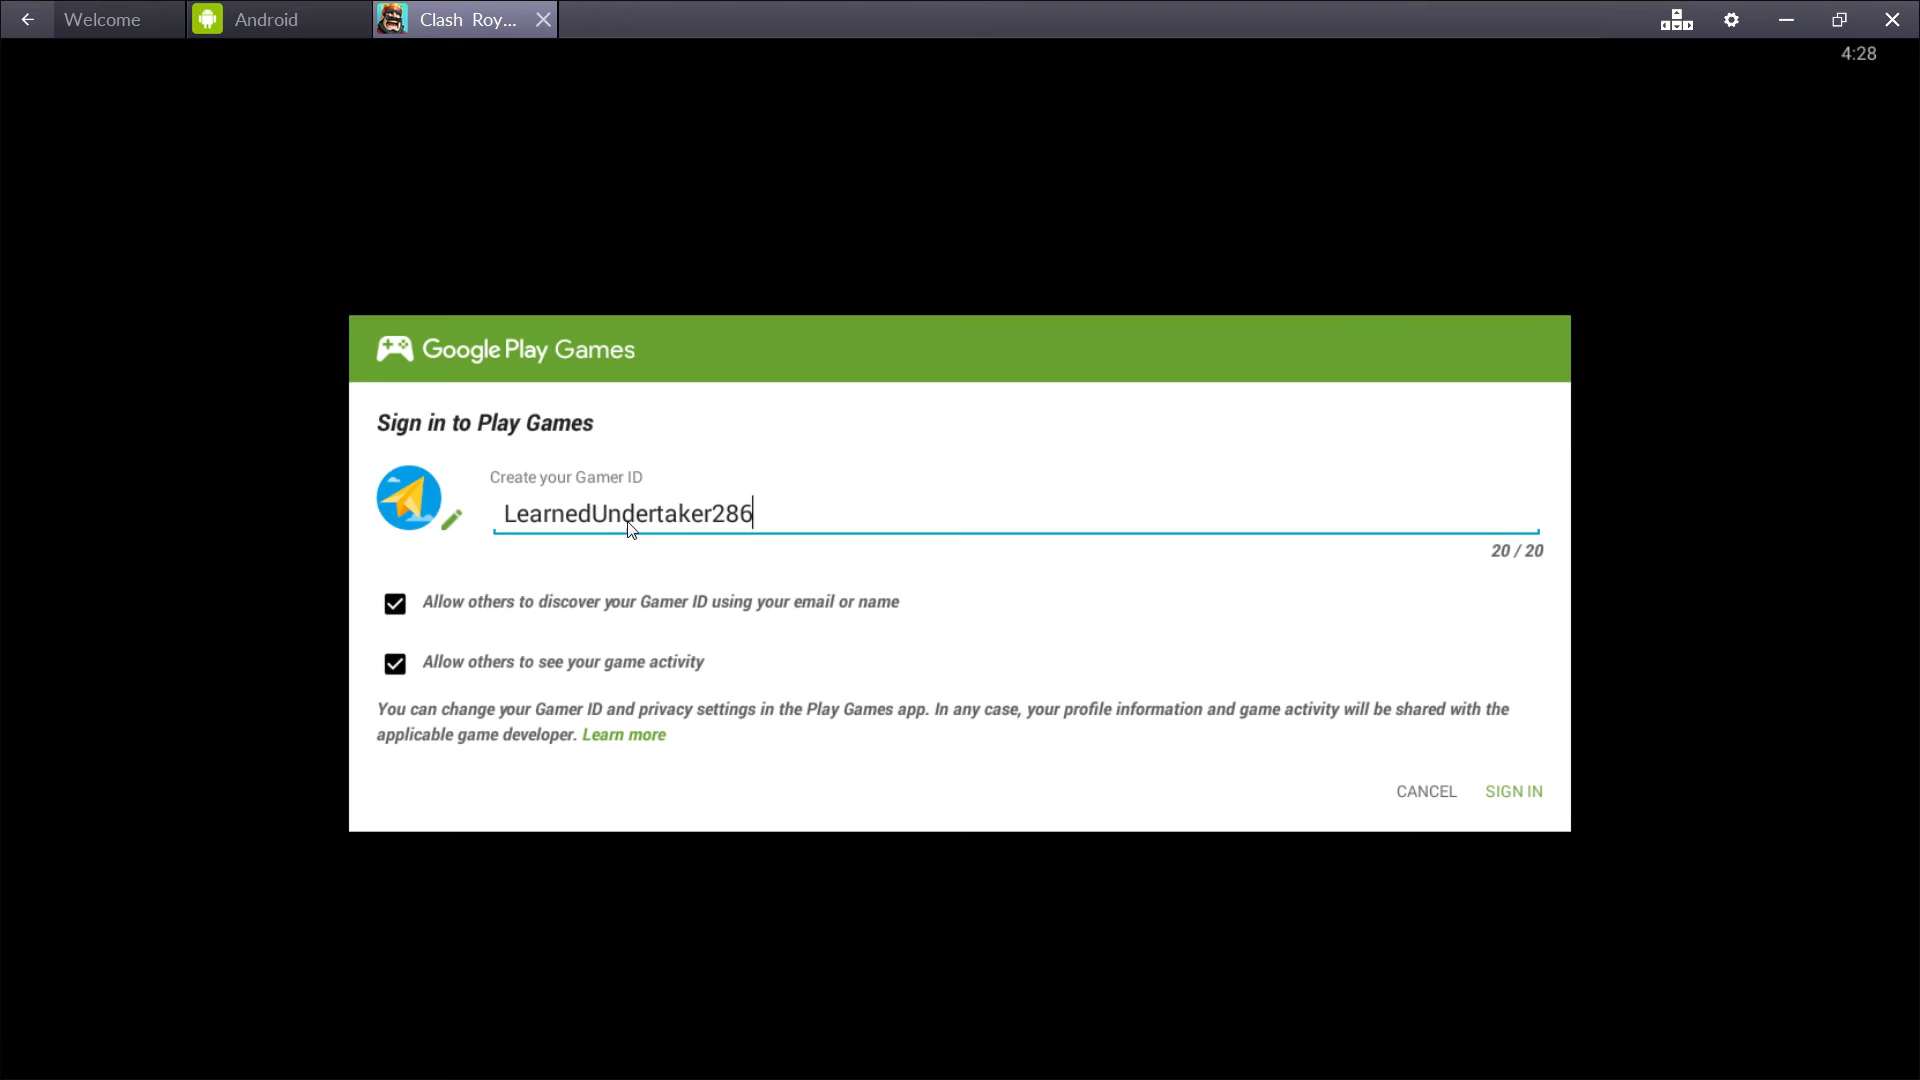 Welcome
Android
Clash Roy...
4:28
Google Play Games
Sign in to Play Games
Create your Gamer ID
LearnedUndertaker286
20 / 20
Allow others to discover your Gamer ID using your email or name
Allow others to see your game activity
You can change your Gamer ID and privacy settings in the Play Games app. In any case, your profile information and game activity will be shared with the
applicable game developer. Learn more
CANCEL
SIGN IN